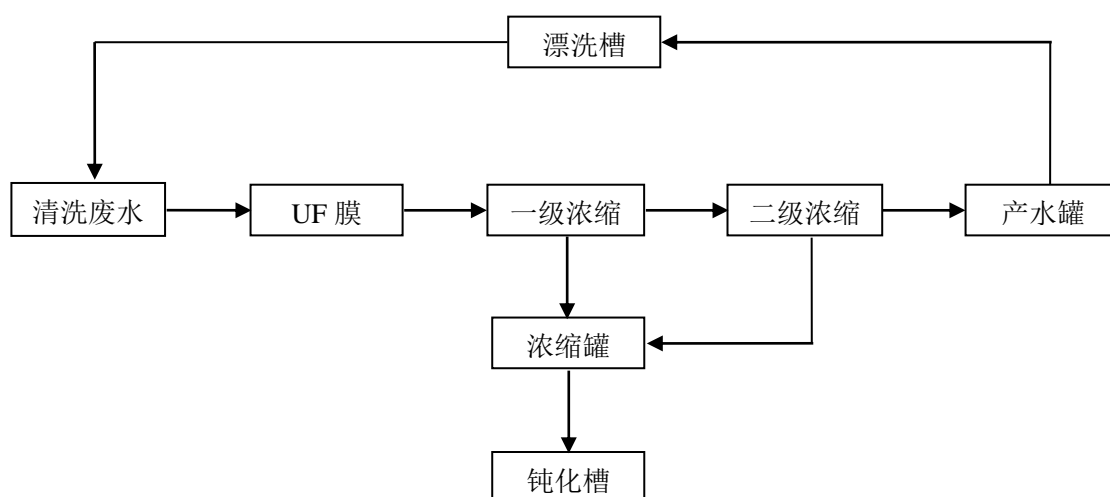 漂洗槽
清洗废水
UF 膜
一级浓缩
二级浓缩
产水罐
浓缩罐
钝化槽